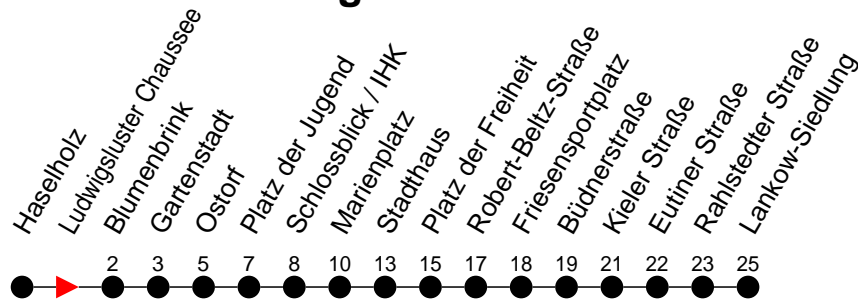 Haselholz
Ludwigsluster Chaussee
Blumenbrink
Gartenstadt
Ostorf
Platz der Jugend
Schlossblick / IHK
Marienplatz
Stadthaus
Platz der Freiheit
Robert-Beltz-Straße
Friesensportplatz
Büdnerstraße
Kieler Straße
Eutiner Straße
Rahlstedter Straße
Lankow-Siedlung
2 3 5 7 8 10 13 15 17 18 19 21 22 23 25